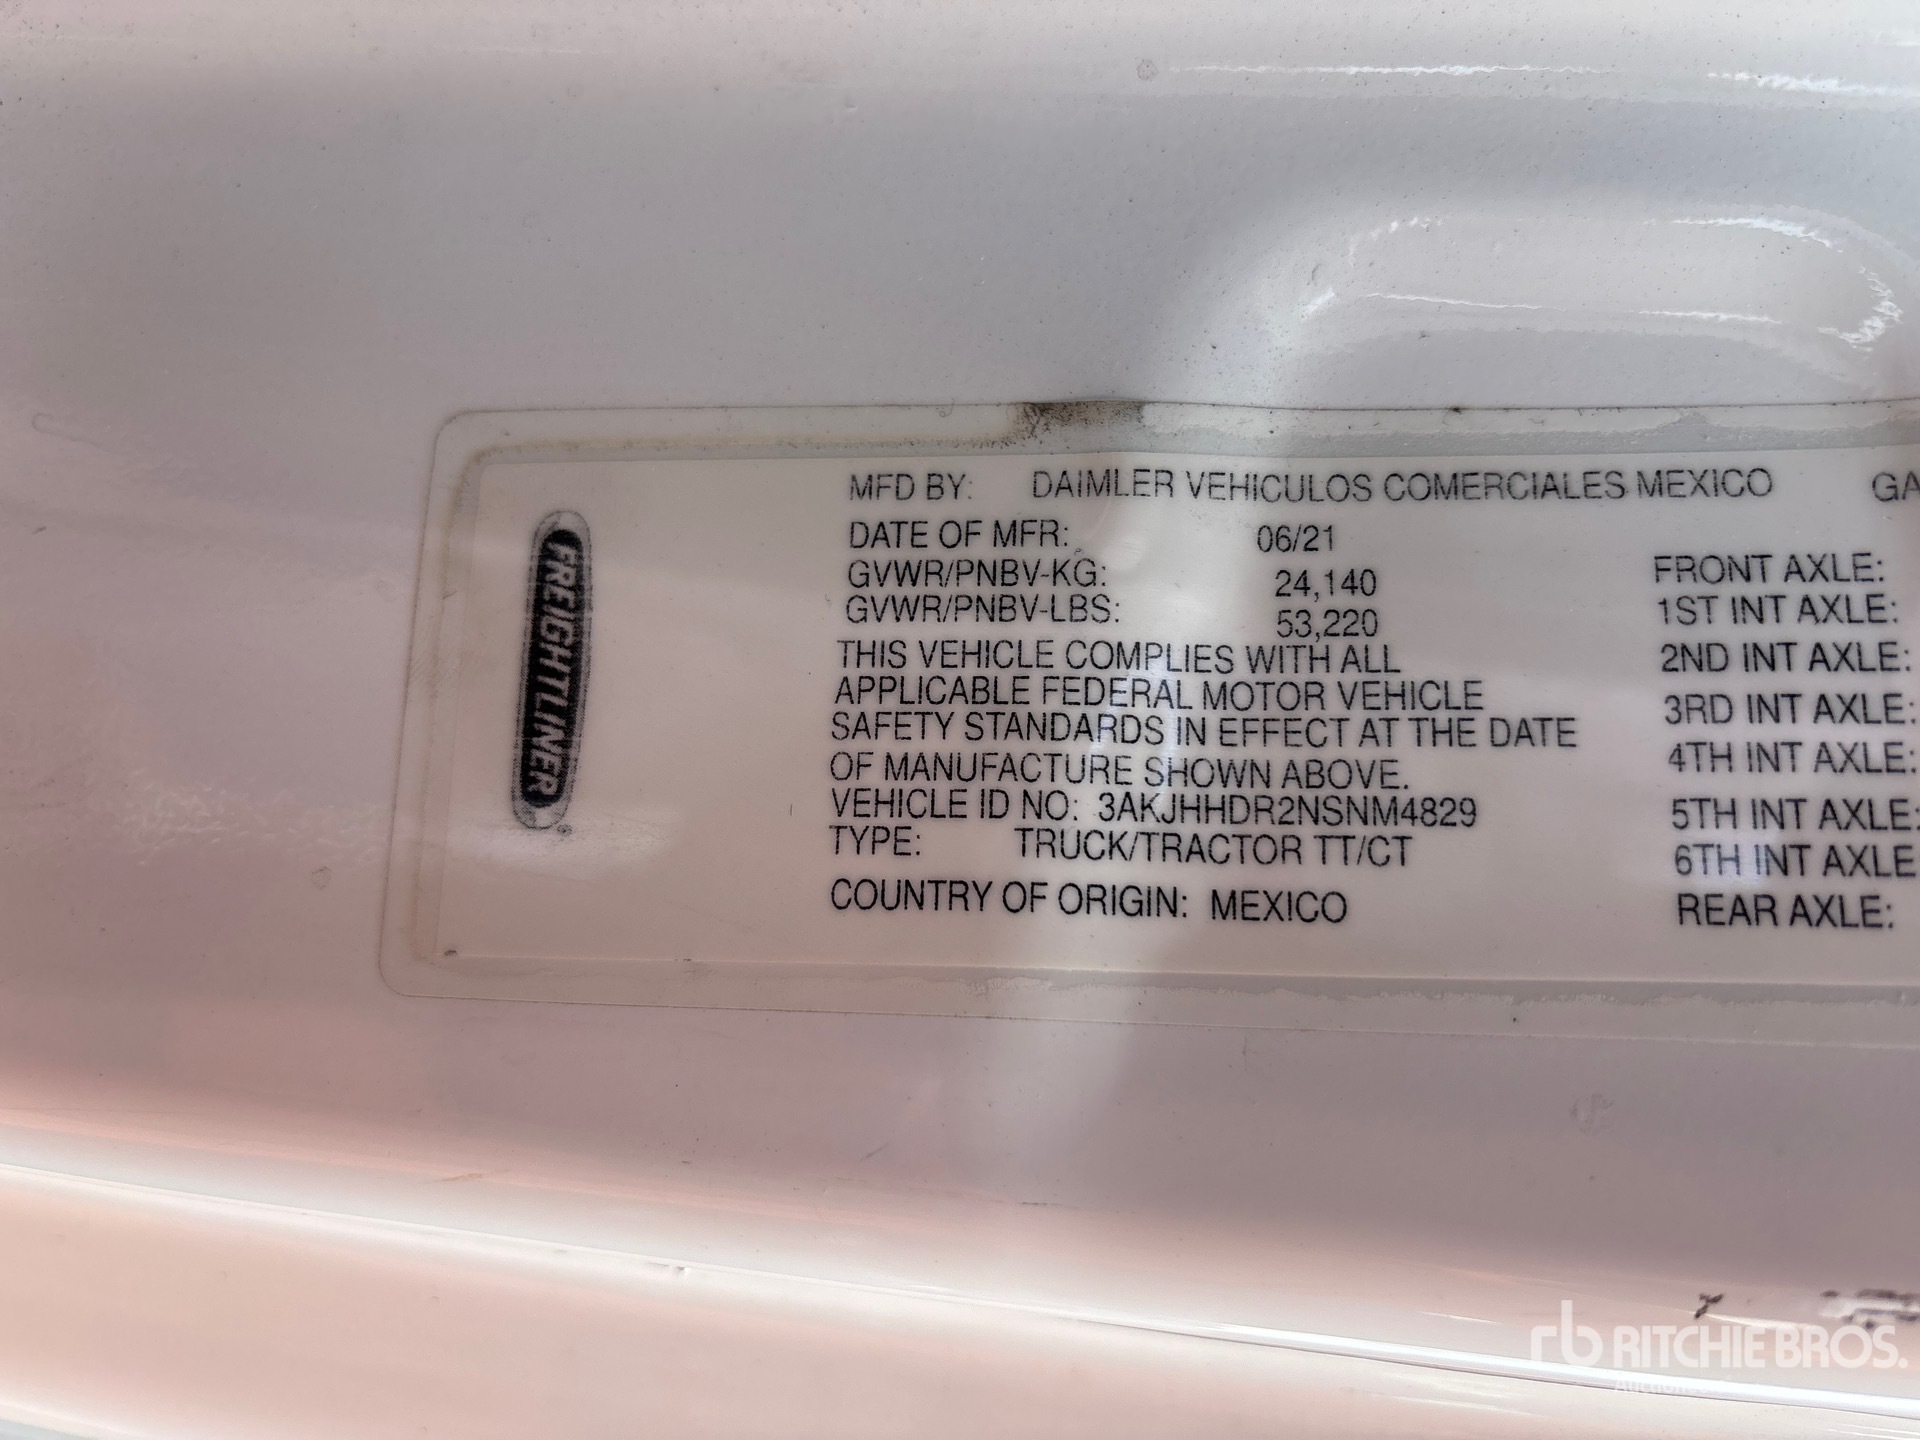 FREIGHTLINER
MFD BY: DAIMLER VEHICULOS COMERCIALES MEXICO GA
DATE OF MFR: 06/21
GVWR/PNBV-KG: 24,140
GVWR/PNBV-LBS: 53,220
THIS VEHICLE COMPLIES WITH ALL
APPLICABLE FEDERAL MOTOR VEHICLE
SAFETY STANDARDS IN EFFECT AT THE DATE
OF MANUFACTURE SHOWN ABOVE.
VEHICLE ID NO: 3AKJHHDR2NSNM4829
TYPE: TRUCK/TRACTOR TT/CT
COUNTRY OF ORIGIN: MEXICO
FRONT AXLE:
1ST INT AXLE:
2ND INT AXLE:
3RD INT AXLE:
4TH INT AXLE:
5TH INT AXLE:
6TH INT AXLE
REAR AXLE:
rb RITCHIE BROS.